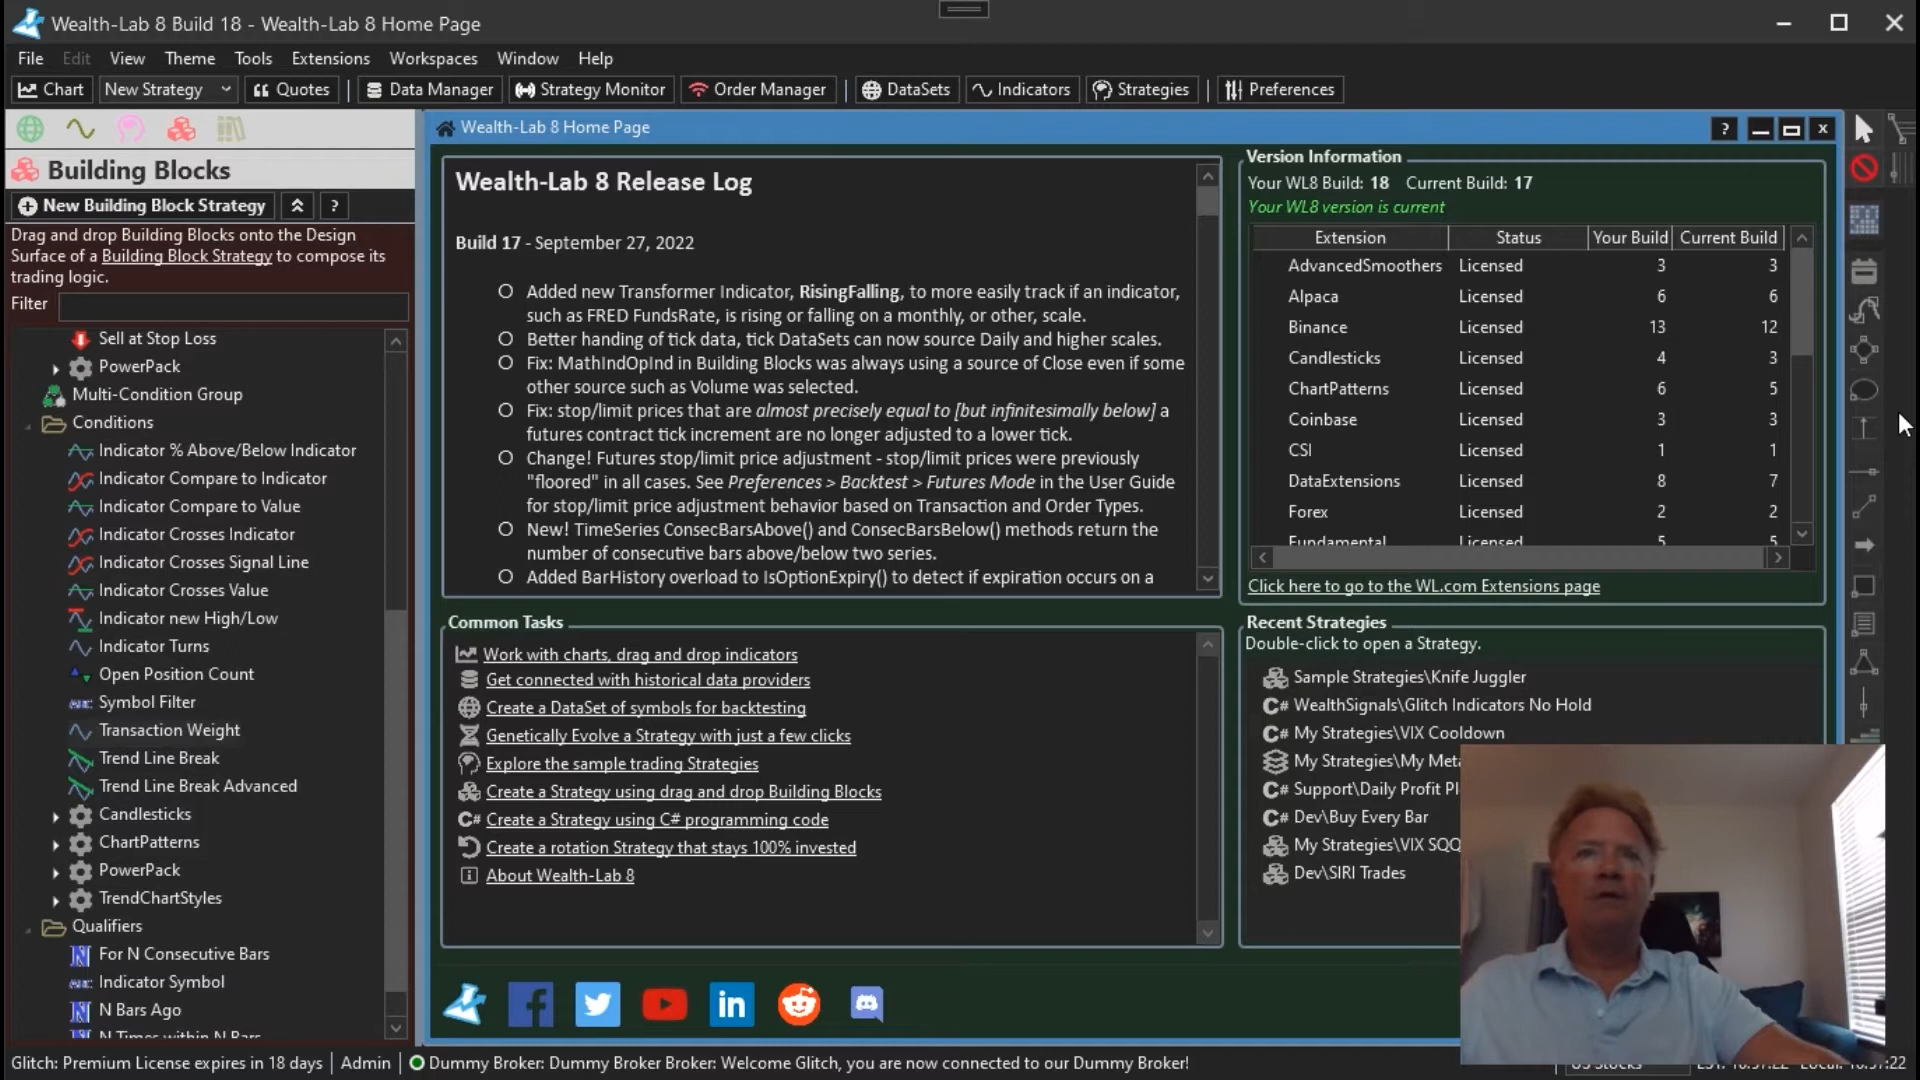 Wealth-Lab 8 Build 18 - Wealth-Lab 8 Home Page
File Edit View Theme Tools Extensions Workspaces Window Help
Chart New Strategy Quotes Data Manager Strategy Monitor Order Manager DataSets Indicators Strategies Preferences
Building Blocks
New Building Block Strategy ?
Drag and drop Building Blocks onto the Design
Surface of a Building Block Strategy to compose its
trading logic.
Filter
Sell at Stop Loss
PowerPack
Multi-Condition Group
Conditions
Indicator % Above/Below Indicator
Indicator Compare to Indicator
Indicator Compare to Value
Indicator Crosses Indicator
Indicator Crosses Signal Line
Indicator Crosses Value
Indicator new High/Low
Indicator Turns
Open Position Count
Symbol Filter
Transaction Weight
Trend Line Break
Trend Line Break Advanced
Candlesticks
ChartPatterns
PowerPack
TrendChartStyles
Qualifiers
For N Consecutive Bars
Indicator Symbol
N Bars Ago
N Times within N Bars
Wealth-Lab 8 Home Page
?
Wealth-Lab 8 Release Log
Build 17 - September 27, 2022
Added new Transformer Indicator, RisingFalling, to more easily track if an indicator,
such as FRED FundsRate, is rising or falling on a monthly, or other, scale.
Better handing of tick data, tick DataSets can now source Daily and higher scales.
Fix: MathIndOpInd in Building Blocks was always using a source of Close even if some
other source such as Volume was selected.
Fix: stop/limit prices that are almost precisely equal to [but infinitesimally below] a
futures contract tick increment are no longer adjusted to a lower tick.
Change! Futures stop/limit price adjustment - stop/limit prices were previously
"floored" in all cases. See Preferences > Backtest > Futures Mode in the User Guide
for stop/limit price adjustment behavior based on Transaction and Order Types.
New! TimeSeries ConsecBarsAbove() and ConsecBarsBelow() methods return the
number of consecutive bars above/below two series.
Added BarHistory overload to IsOptionExpiry() to detect if expiration occurs on a
Version Information
Your WL8 Build: 18 Current Build: 17
Your WL8 version is current
Extension Status Your Build Current Build
AdvancedSmoothers Licensed 3 3
Alpaca Licensed 6 6
Binance Licensed 13 12
Candlesticks Licensed 4 3
ChartPatterns Licensed 6 5
Coinbase Licensed 3 3
CSI Licensed 1 1
DataExtensions Licensed 8 7
Forex Licensed 2 2
Fundamental Licensed 5 5
Click here to go to the WL.com Extensions page
Common Tasks
Work with charts, drag and drop indicators
Get connected with historical data providers
Create a DataSet of symbols for backtesting
Genetically Evolve a Strategy with just a few clicks
Explore the sample trading Strategies
Create a Strategy using drag and drop Building Blocks
C# Create a Strategy using C# programming code
Create a rotation Strategy that stays 100% invested
About Wealth-Lab 8
Recent Strategies
Double-click to open a Strategy.
Sample Strategies\Knife Juggler
C# WealthSignals\Glitch Indicators No Hold
C# My Strategies\VIX Cooldown
My Strategies\My Meta
C# Support\Daily Profit Pl
C# Dev\Buy Every Bar
My Strategies\VIX SQQ
Dev\SIRI Trades
Glitch: Premium License expires in 18 days Admin Dummy Broker: Dummy Broker Broker: Welcome Glitch, you are now connected to our Dummy Broker!